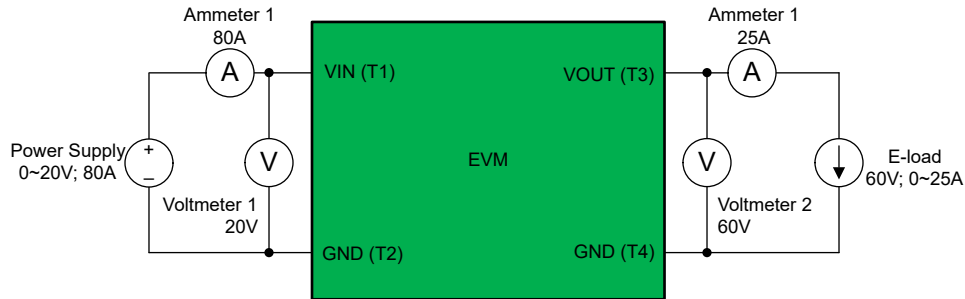 Ammeter 1
80A
Ammeter 1
25A
A
VIN (T1)
VOUT (T3)
A
Power Supply
0~20V; 80A
+
–
V
EVM
V
E-load
60V; 0~25A
Voltmeter 1
20V
Voltmeter 2
60V
GND (T2)
GND (T4)